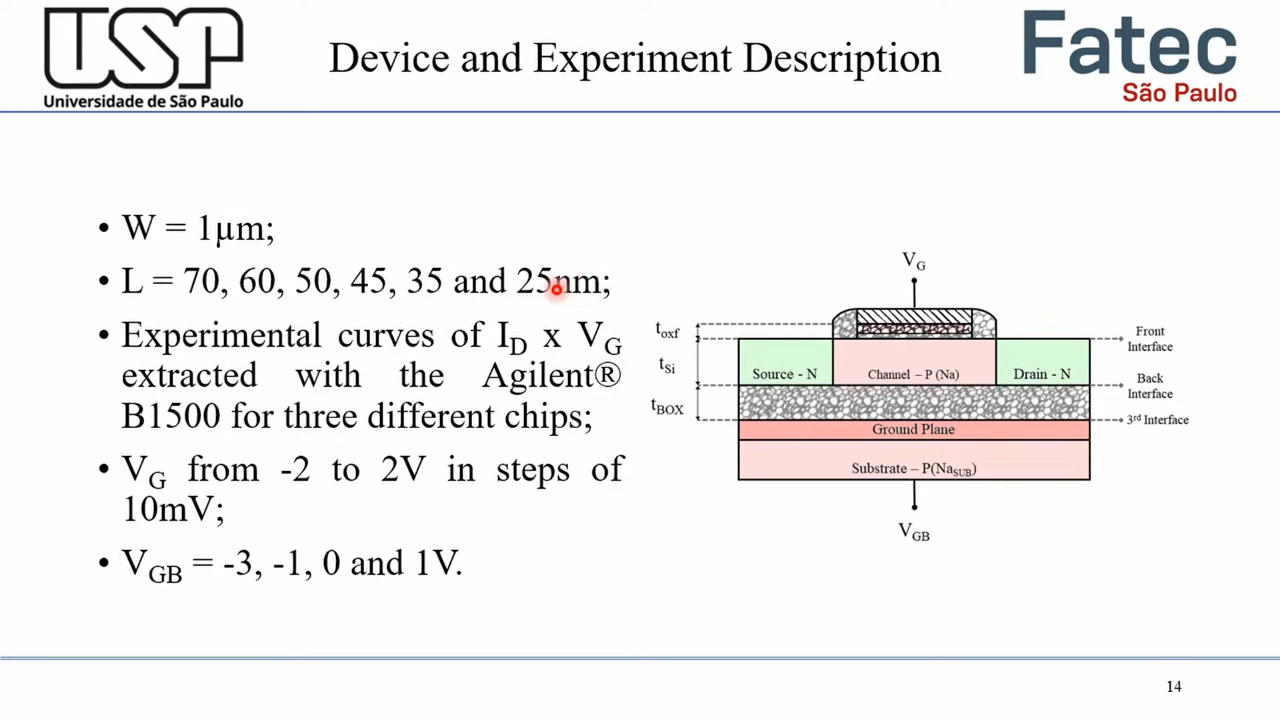 USP
Universidade de São Paulo
Device and Experiment Description
Fatec
São Paulo
• W = 1µm;
• L = 70, 60, 50, 45, 35 and 25nm;
• Experimental curves of I_D x V_G
extracted with the Agilent®
B1500 for three different chips;
• V_G from -2 to 2V in steps of
10mV;
• V_GB = -3, -1, 0 and 1V.
V_G
t_oxf
t_Si
t_BOX
Source - N
Channel – P (Na)
Drain - N
Front
Interface
Back
Interface
3rd Interface
Ground Plane
Substrate – P(Na_SUB)
V_GB
14